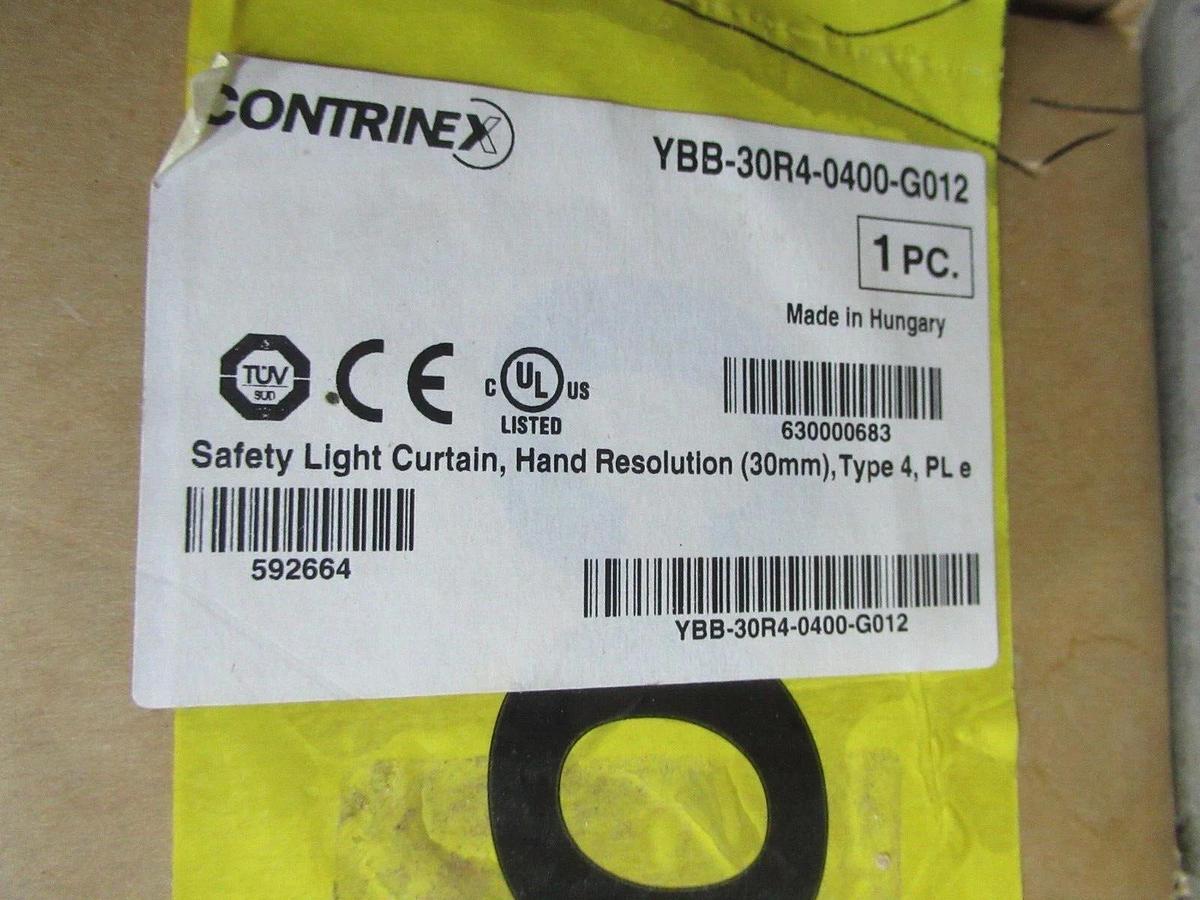 CONTRINEX
YBB-30R4-0400-G012
1 PC.
Made in Hungary
TÜV
SÜD
CE
C UL US
LISTED
630000683
Safety Light Curtain, Hand Resolution (30mm), Type 4, PL e
592664
YBB-30R4-0400-G012